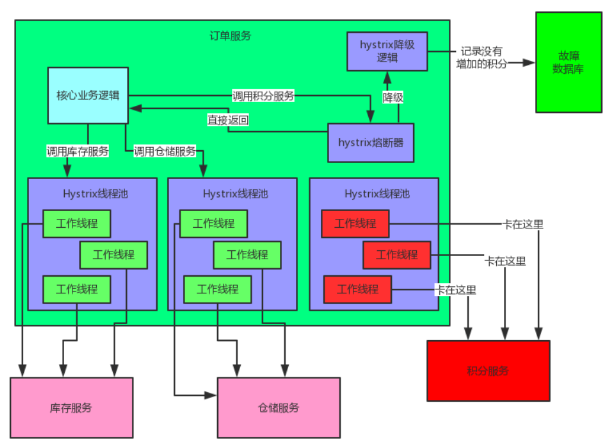 订单服务
hystrix降级
逻辑
记录没有
增加的积分
故障
数据库
核心业务逻辑
调用积分服务
降级
直接返回
hystrix熔断器
调用库存服务
调用仓储服务
Hystrix线程池
Hystrix线程池
Hystrix线程池
工作线程
工作线程
工作线程
卡在这里
工作线程
工作线程
工作线程
卡在这里
工作线程
工作线程
工作线程
卡在这里
积分服务
库存服务
仓储服务